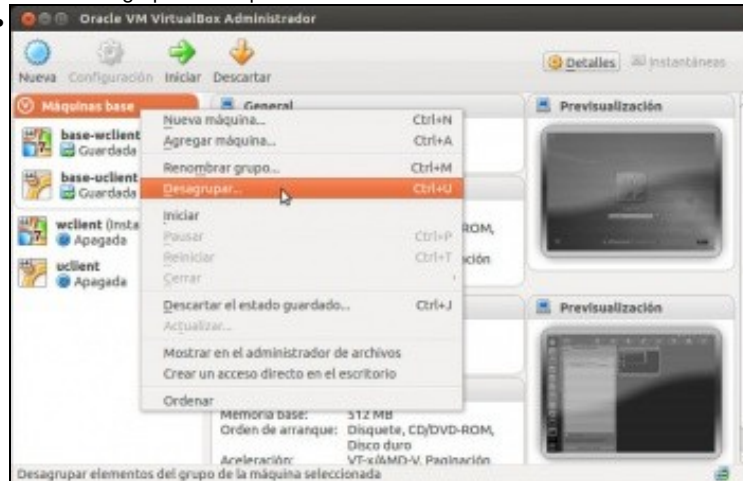 Oracle VM VirtualBox Administrador
Nueva Configuración Iniciar Descartar
Detalles Instantáneas
Máquinas base
base-wclient
Guardada
base-uclient
Guardada
wclient (Insta
Apagada
uclient
Apagada
General
Nueva máquina... Ctrl+N
Agregar máquina... Ctrl+A
Renombrar grupo... Ctrl+M
Desagrupar... Ctrl+U
Iniciar
Pausar Ctrl+P
Reiniciar Ctrl+T
Cerrar
Descartar el estado guardado... Ctrl+J
Actualizar...
Mostrar en el administrador de archivos
Crear un acceso directo en el escritorio
Ordenar
ROM,
ción
Memoria base: 512 MB
Orden de arranque: Disquete, CD/DVD-ROM,
Disco duro
Aceleración: VT-x/AMD-V, Paginación
Previsualización
Previsualización
Desagrupar elementos del grupo de la máquina seleccionada